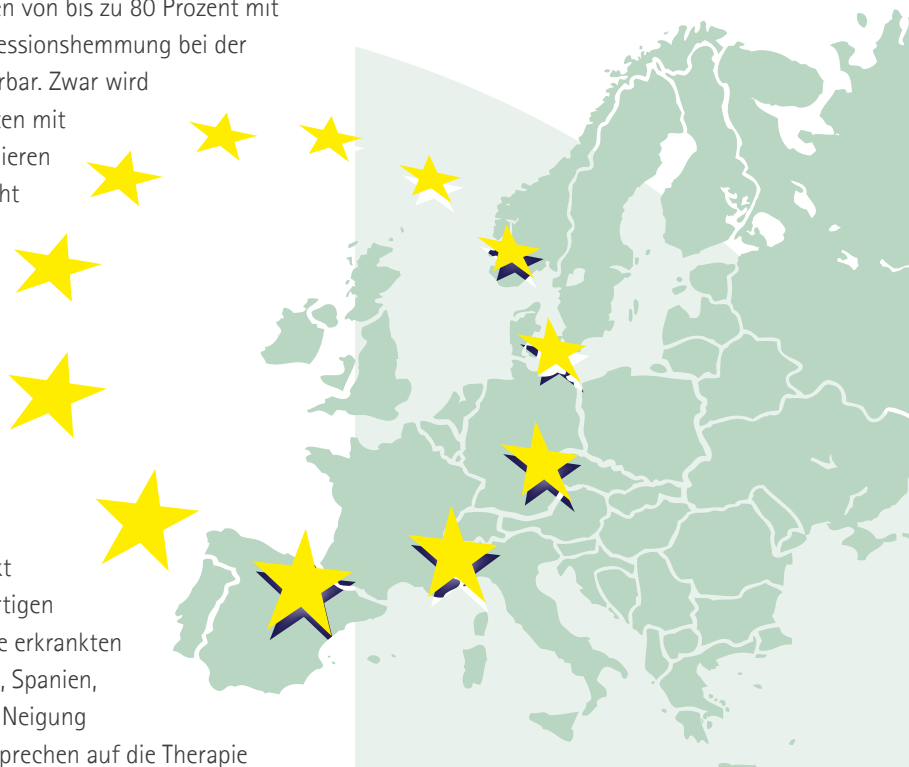 en von bis zu 80 Prozent mit
essionshemmung bei der
rbar. Zwar wird
en mit
ieren
ht
kt
rtigen
e erkrankten
, Spanien,
Neigung
prechen auf die Therapie